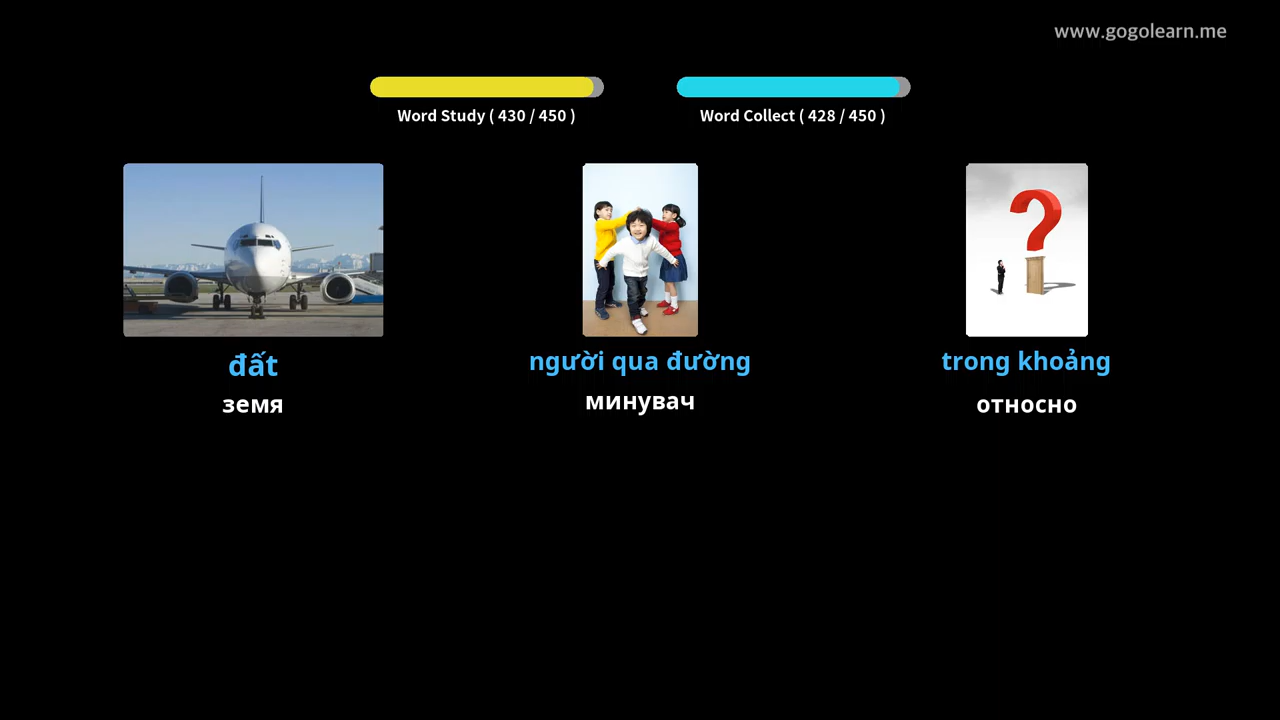 www.gogolearn.me
Word Study ( 430 / 450 )
Word Collect ( 428 / 450 )
đất
người qua đường
trong khoảng
земя
минувач
относно